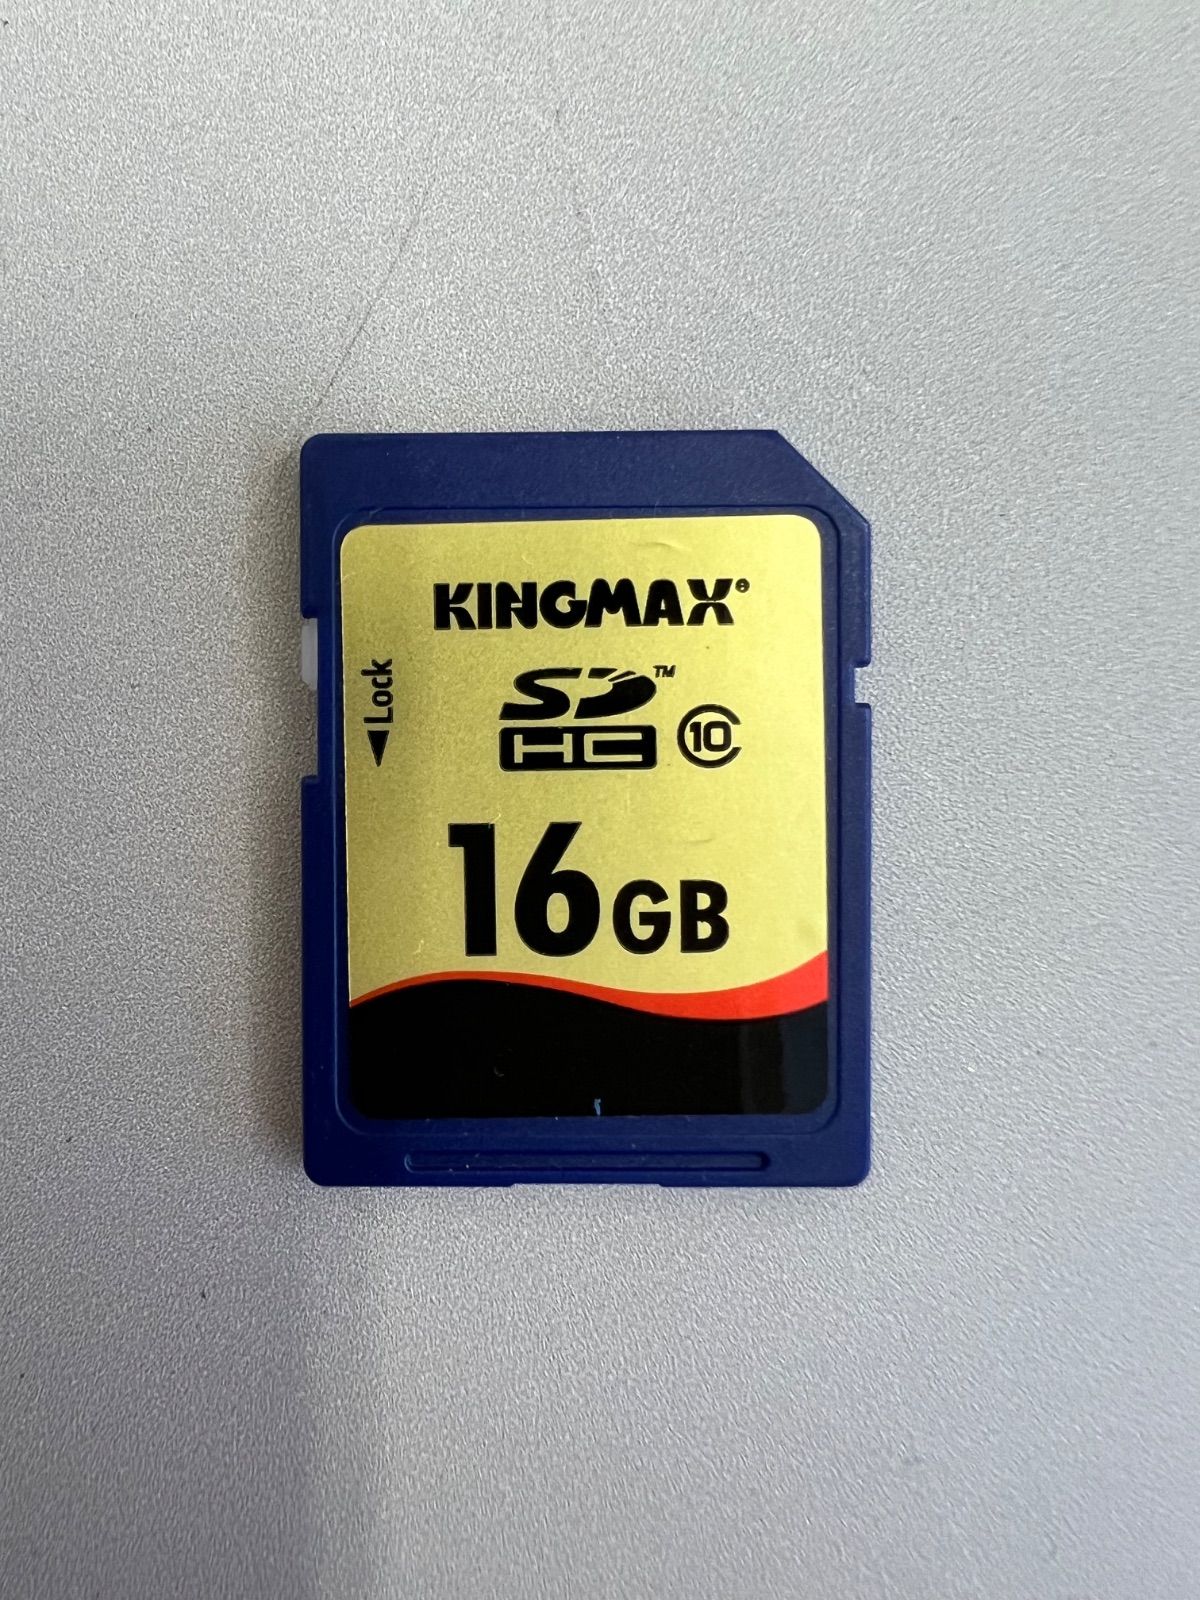 KINGMAX®
SD™
HC 10
◀Lock
16GB